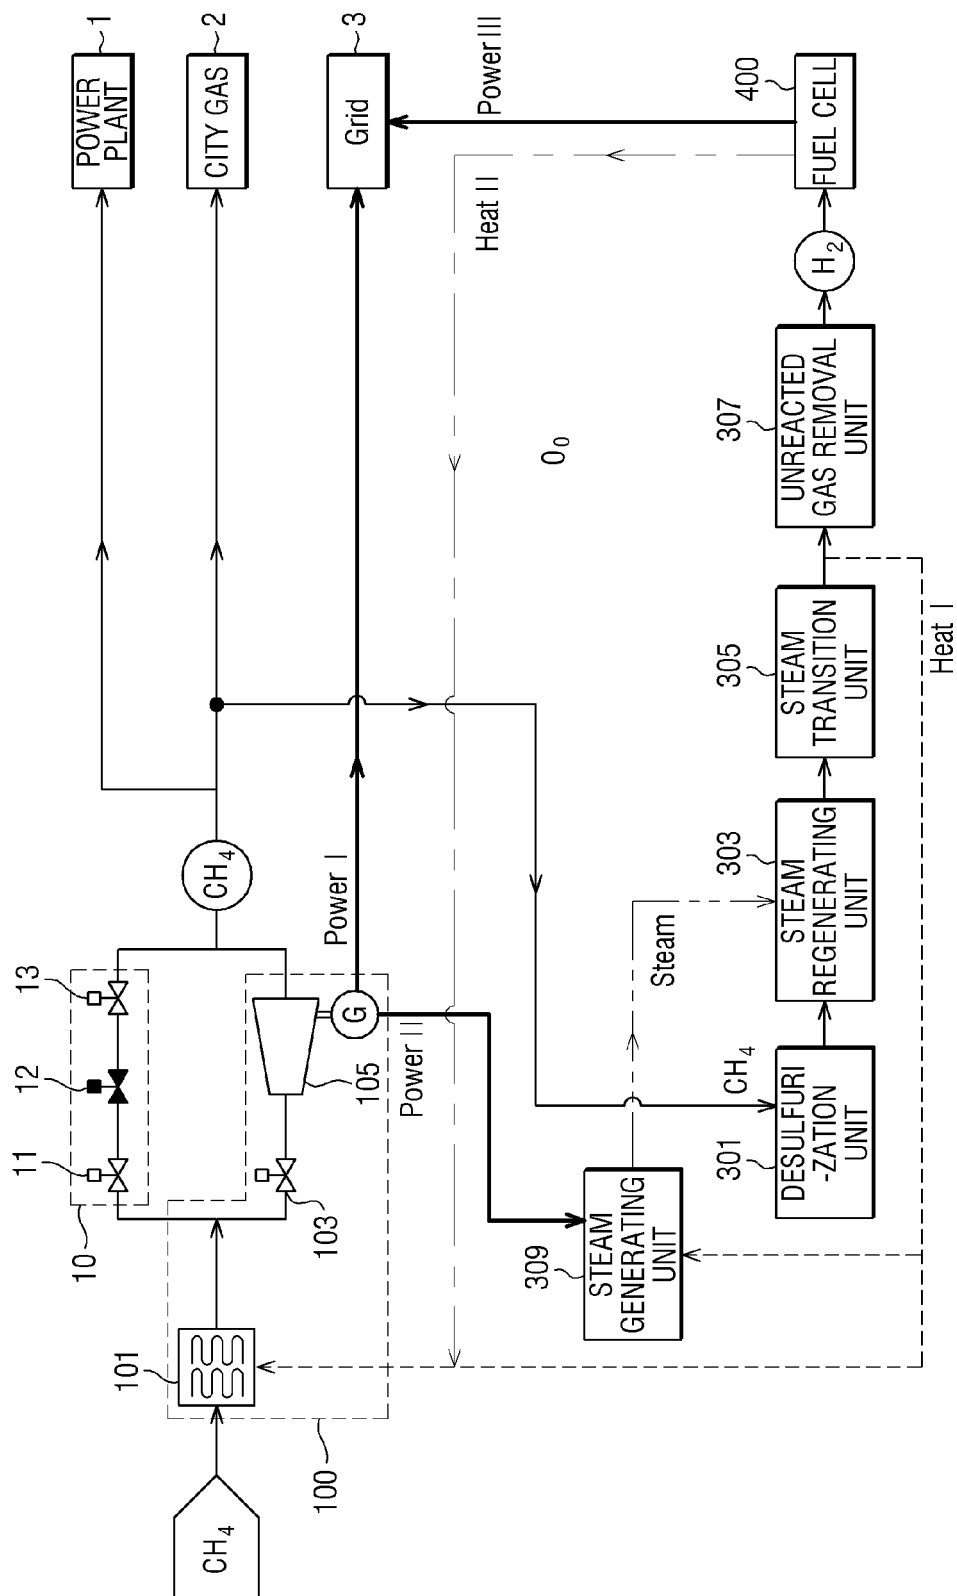 1
POWER
PLANT
2
CITY GAS
3
Grid
CH4
10
11
12
13
CH4
101
100
103
105
G
Power I
Power II
Power III
Heat II
O0
309
STEAM
GENERATING
UNIT
Steam
CH4
301
DESULFURI
-ZATION
UNIT
303
STEAM
REGENERATING
UNIT
305
STEAM
TRANSITION
UNIT
307
UNREACTED
GAS REMOVAL
UNIT
H2
400
FUEL CELL
Heat I